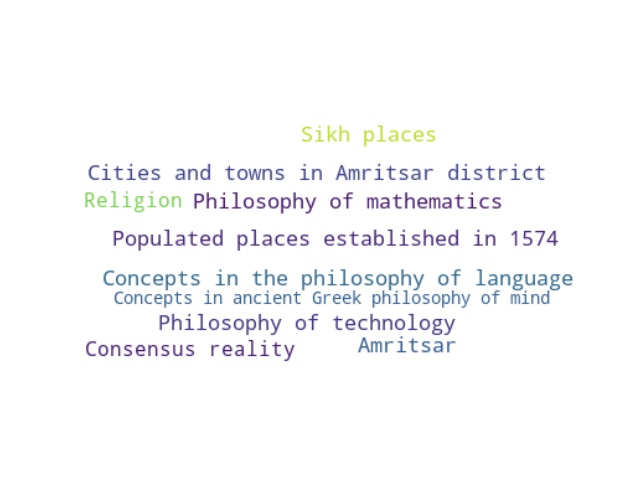 Sikh places
Cities and towns in Amritsar district
Religion Philosophy of mathematics
Populated places established in 1574
Concepts in the philosophy of language
Concepts in ancient Greek philosophy of mind
Philosophy of technology
Consensus reality Amritsar